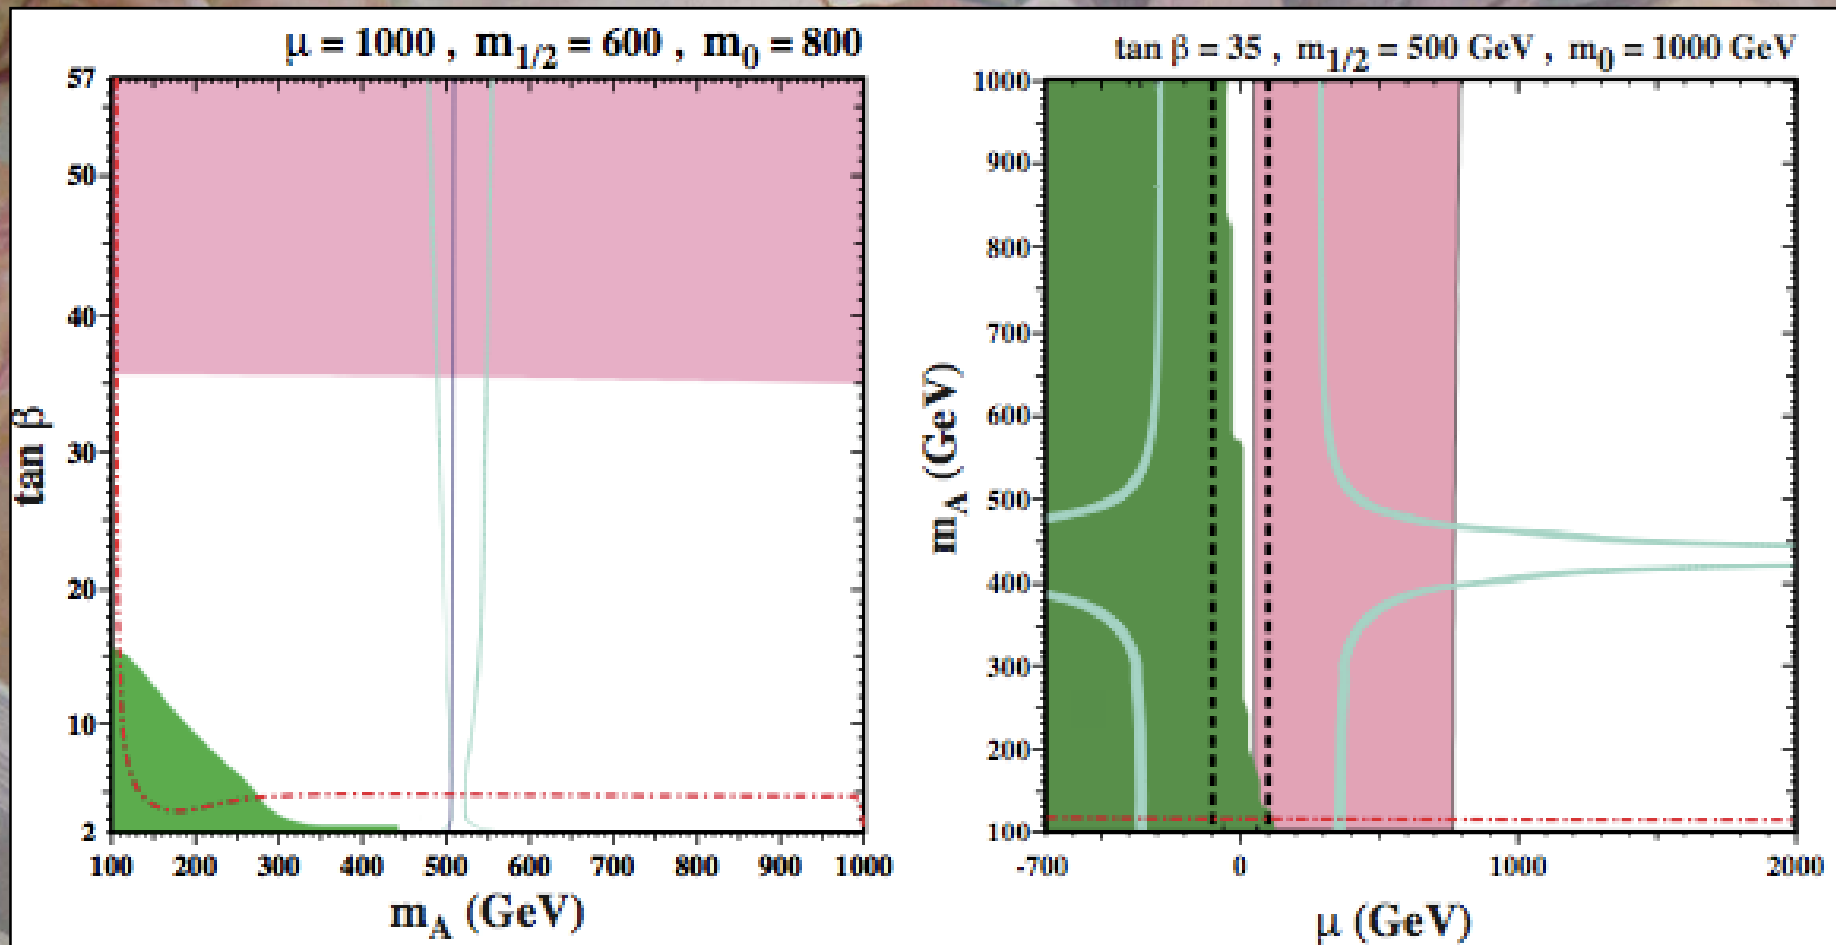 μ = 1000 , m1/2 = 600 , m0 = 800
57
50
40
30
20
10
2
tan β
100 200 300 400 500 600 700 800 900 1000
mA (GeV)
tan β = 35 , m1/2 = 500 GeV , m0 = 1000 GeV
1000
900
800
700
600
500
400
300
200
100
mA (GeV)
-700 0 1000 2000
μ (GeV)